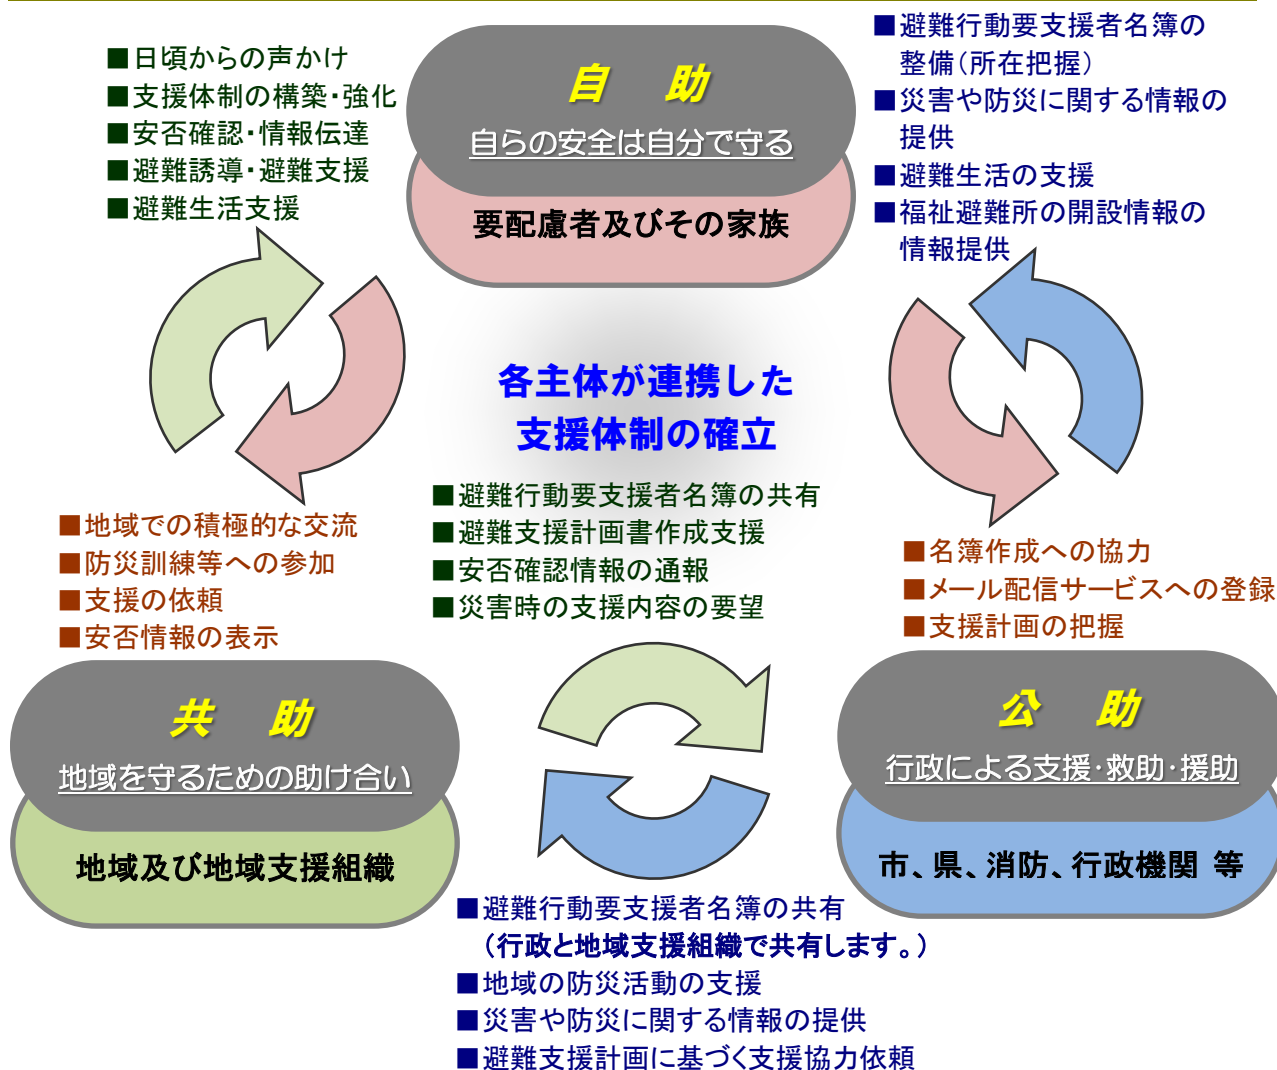 ■日頃からの声かけ
■支援体制の構築・強化
■安否確認・情報伝達
■避難誘導・避難支援
■避難生活支援
自　助
自らの安全は自分で守る
要配慮者及びその家族
■避難行動要支援者名簿の
整備（所在把握）
■災害や防災に関する情報の
提供
■避難生活の支援
■福祉避難所の開設情報の
情報提供
各主体が連携した
支援体制の確立
■地域での積極的な交流
■防災訓練等への参加
■支援の依頼
■安否情報の表示
■避難行動要支援者名簿の共有
■避難支援計画書作成支援
■安否確認情報の通報
■災害時の支援内容の要望
■名簿作成への協力
■メール配信サービスへの登録
■支援計画の把握
共　助
地域を守るための助け合い
地域及び地域支援組織
公　助
行政による支援・救助・援助
市、県、消防、行政機関 等
■避難行動要支援者名簿の共有
（行政と地域支援組織で共有します。）
■地域の防災活動の支援
■災害や防災に関する情報の提供
■避難支援計画に基づく支援協力依頼